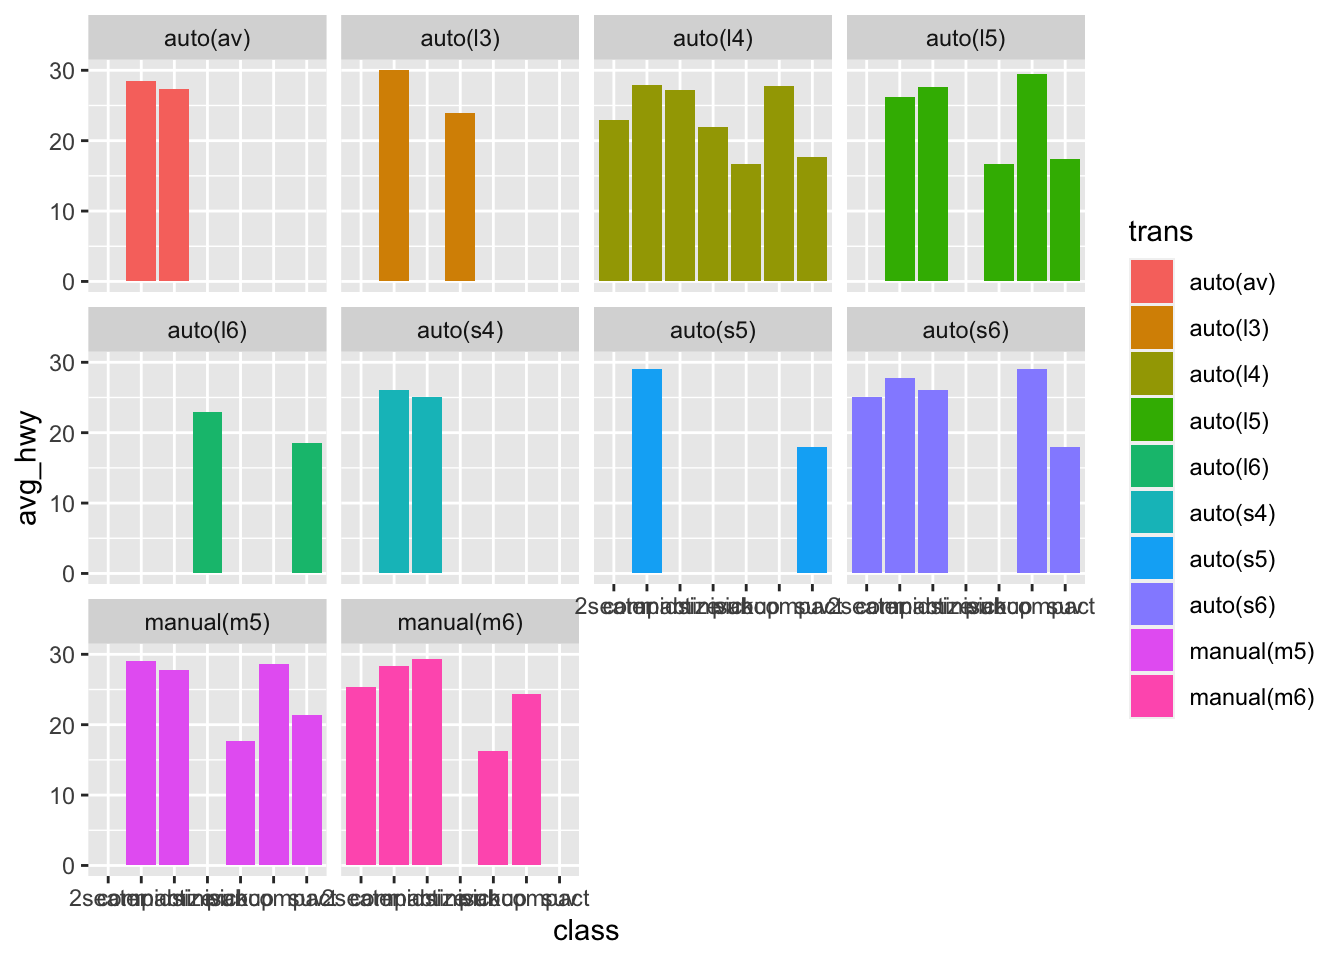 auto(av) auto(l3) auto(l4) auto(l5)
30
20
10
0
auto(l6) auto(s4) auto(s5) auto(s6)
30
20
10
0
manual(m5) manual(m6)
30
20
10
0
avg_hwy
class
trans
auto(av)
auto(l3)
auto(l4)
auto(l5)
auto(l6)
auto(s4)
auto(s5)
auto(s6)
manual(m5)
manual(m6)